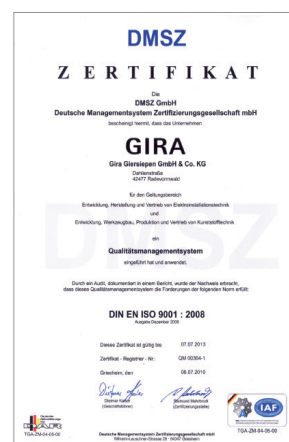 DMSZ
ZERTIFIKAT
Die
DMSZ GmbH
Deutsche Managementsystem Zertifizierungsgesellschaft mbH
bescheinigt hiermit, dass das Unternehmen
GIRA
Gira Giersiepen GmbH & Co. KG
Dahlienstraße
42477 Radevormwald
für den Geltungsbereich
Entwicklung, Herstellung und Vertrieb von Elektroinstallationstechnik
und
Entwicklung, Werkzeugbau, Produktion und Vertrieb von Kunststofftechnik
ein
Qualitätsmanagementsystem
eingeführt hat und anwendet.
Durch ein Audit, dokumentiert in einem Bericht, wurde der Nachweis erbracht,
dass dieses Qualitätsmanagementsystem die Forderungen der folgenden Norm erfüllt:
DIN EN ISO 9001 : 2008
Ausgabe Dezember 2008
Dieses Zertifikat ist gültig bis 07.07.2013
Zertifikat - Registrier - Nr.: QM 00304-1
Griesheim, den 08.07.2010
(Geschäftsführer) (Zertifizierungsstelle)
IAF
TGA-ZM-04-05-00 TGA-ZM-04-05-00
Deutsche Managementsystem Zertifizierungsgesellschaft mbH